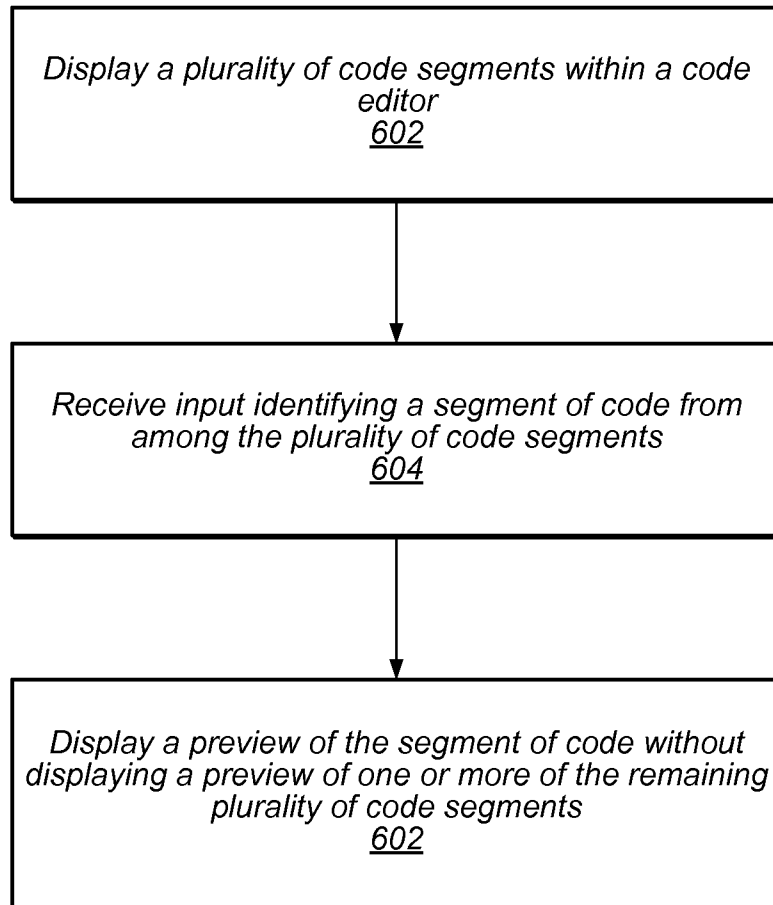 Display a plurality of code segments within a code
editor
602
Receive input identifying a segment of code from
among the plurality of code segments
604
Display a preview of the segment of code without
displaying a preview of one or more of the remaining
plurality of code segments
602